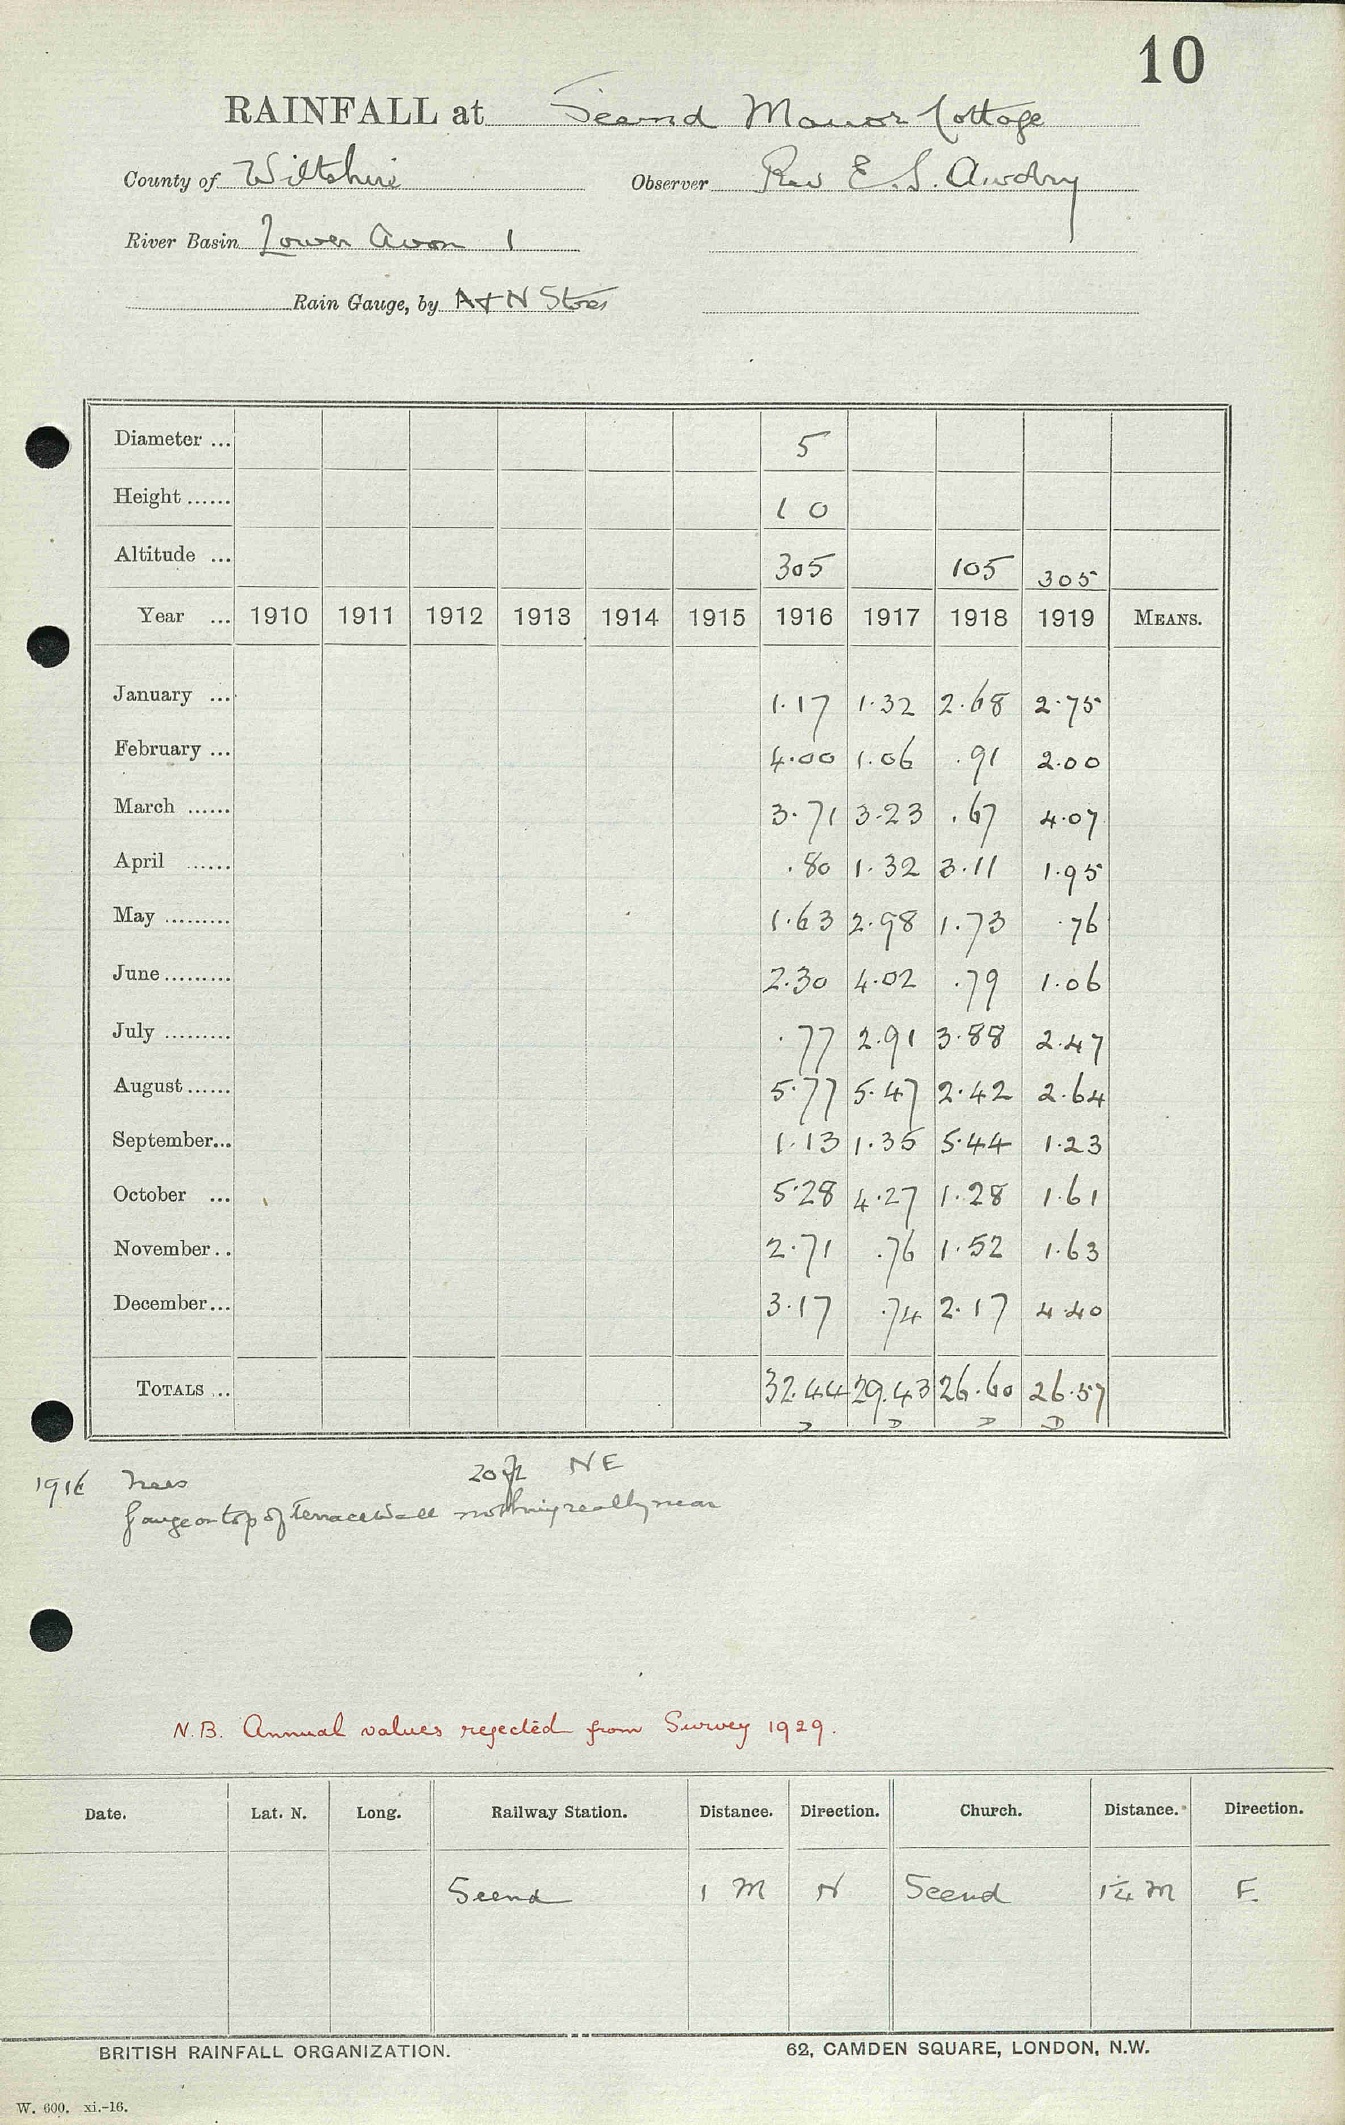 10
RAINFALL at Seend Manor Cottage
County of Wiltshire Observer Rev E. S. Awdry
River Basin Lower Avon 1
Rain Gauge, by A & N Stores
Diameter ... 5
Height ...... 10
Altitude ... 305 105 305
Year ... 1910 1911 1912 1913 1914 1915 1916 1917 1918 1919 MEANS.
January ... 1.17 1.32 2.68 2.75
February ... 4.00 1.06 .91 2.00
March ...... 3.71 3.23 .67 4.07
April ...... .80 1.32 3.11 1.95
May ......... 1.63 2.98 1.73 .76
June ......... 2.30 4.02 .79 1.06
July ......... .77 2.91 3.88 2.47
August ...... 5.77 5.47 2.42 2.64
September... 1.13 1.35 5.44 1.23
October ... 5.28 4.27 1.28 1.61
November .. 2.71 .76 1.52 1.63
December... 3.17 .74 2.17 4.40
TOTALS ... 32.44 29.43 26.60 26.57
D D D D
1916 Trees 20 ft NE
Gauge on top of Terrace Wall nothing really near
N.B. Annual values rejected from Survey 1929.
Date. Lat. N. Long. Railway Station. Distance. Direction. Church. Distance. Direction.
Seend 1 M N Seend 1¼ M E
BRITISH RAINFALL ORGANIZATION. 62, CAMDEN SQUARE, LONDON, N.W.
W. 600. xi.-16.